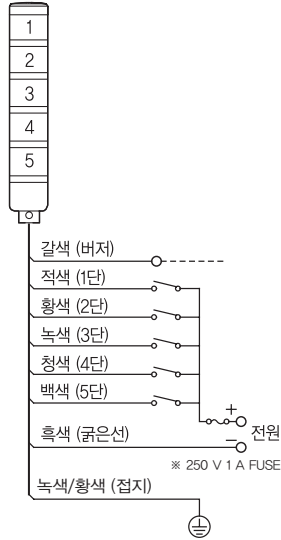 1
2
3
4
5
갈색 (버저)
적색 (1단)
황색 (2단)
녹색 (3단)
청색 (4단)
백색 (5단)
+
전원
흑색 (굵은선)
−
※ 250 V 1 A FUSE
녹색/황색 (접지)